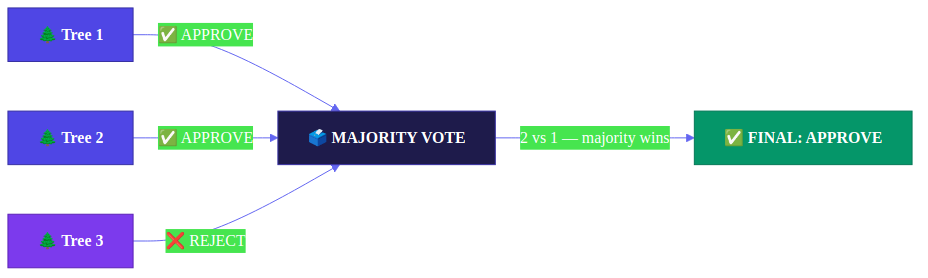 🌲 Tree 1
✅ APPROVE
🌲 Tree 2
✅ APPROVE
🗳️ MAJORITY VOTE
2 vs 1 — majority wins
✅ FINAL: APPROVE
🌲 Tree 3
❌ REJECT